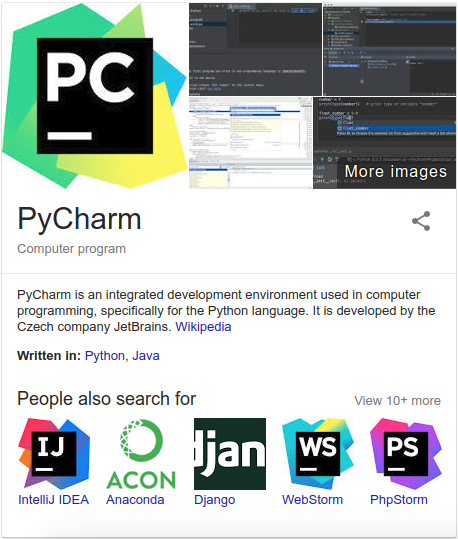 PC
More images
PyCharm
Computer program
PyCharm is an integrated development environment used in computer
programming, specifically for the Python language. It is developed by the
Czech company JetBrains. Wikipedia
Written in: Python, Java
People also search for
View 10+ more
IJ
ACON
djan
WS
PS
IntelliJ IDEA
Anaconda
Django
WebStorm
PhpStorm